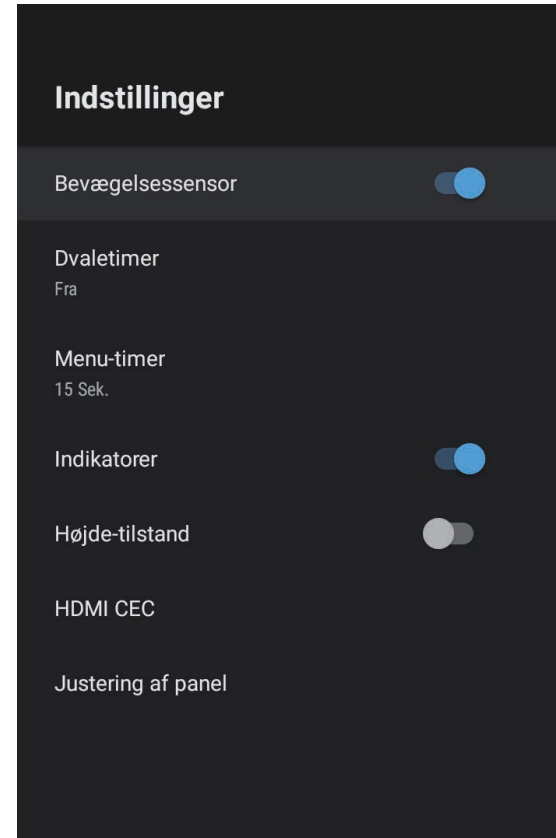 Indstillinger
Bevægelsessensor
Dvaletimer
Fra
Menu-timer
15 Sek.
Indikatorer
Højde-tilstand
HDMI CEC
Justering af panel